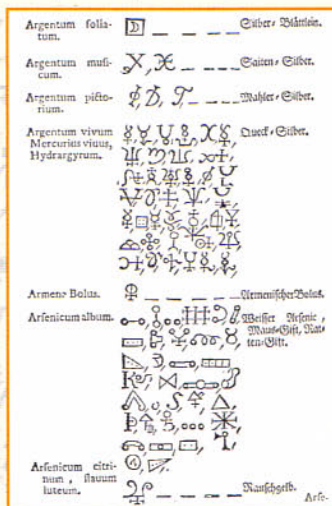 Argentum folia-
tum. Silber-Blättlein.
Argentum musi-
cum. Saiten-Silber.
Argentum picto-
rium. Mahler-Silber.
Argentum vivum Queck-Silber.
Mercurius vivus,
Hydrargyrum.
Armena Bolus. Armenischer Bolus.
Arsenicum album. Weißer Arsenic,
Maus-Gift, Rat-
ten-Gift.
Arsenicum citri-
num, flavum
luteum. Rauschgelb.
Arse-